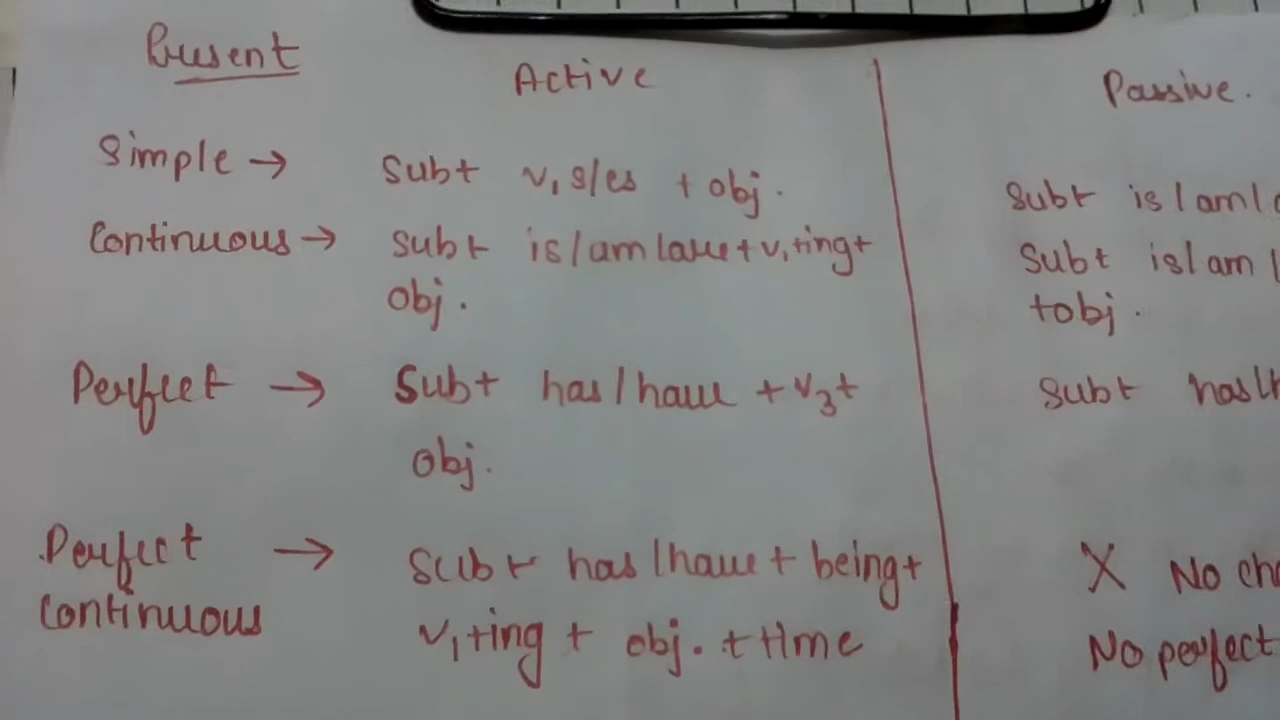 Present
Active
Passive.
Simple →
Sub+ v1 s/es + obj.
Sub+ is/am/
Continuous →
Sub+ is/am/are+v1+ing+
obj.
Sub+ is/am/
+obj.
Perfect →
Sub+ has/have + v3+
obj.
Sub+ has/
Perfect
continuous →
Sub+ has/have + being+
v1+ing + obj. + time
X No
No perfect